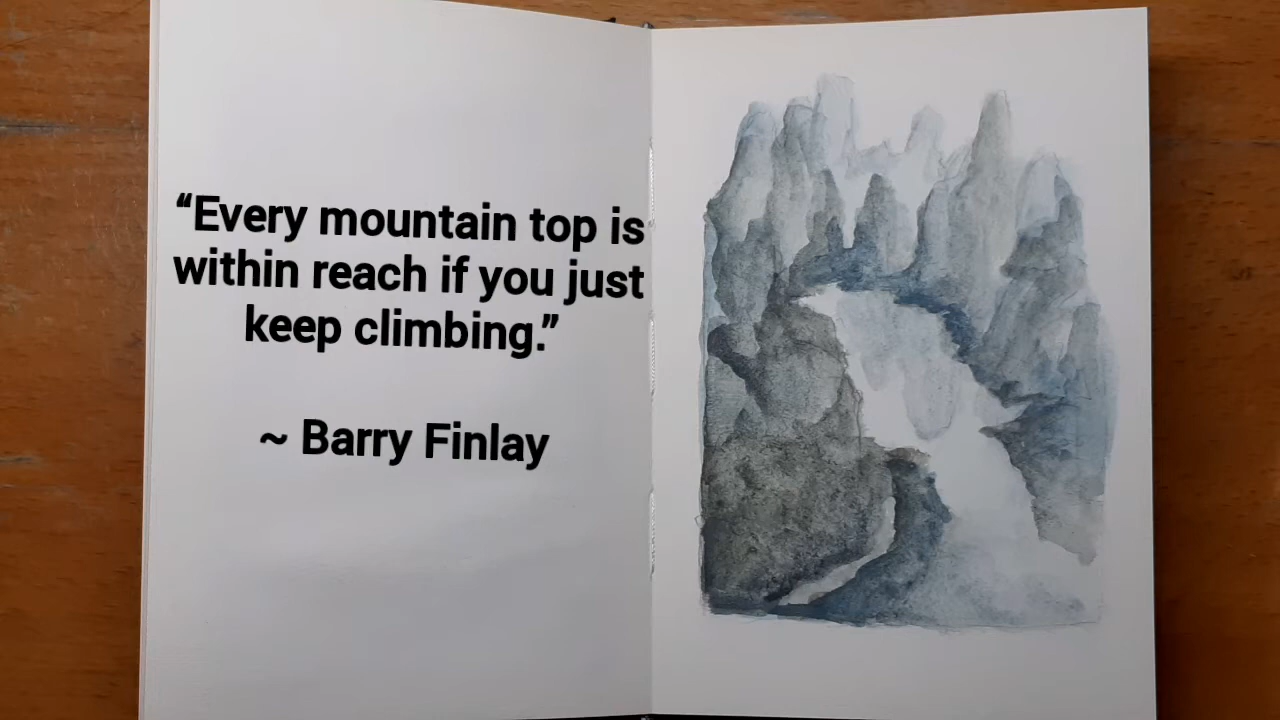 “Every mountain top is
within reach if you just
keep climbing.”
~ Barry Finlay